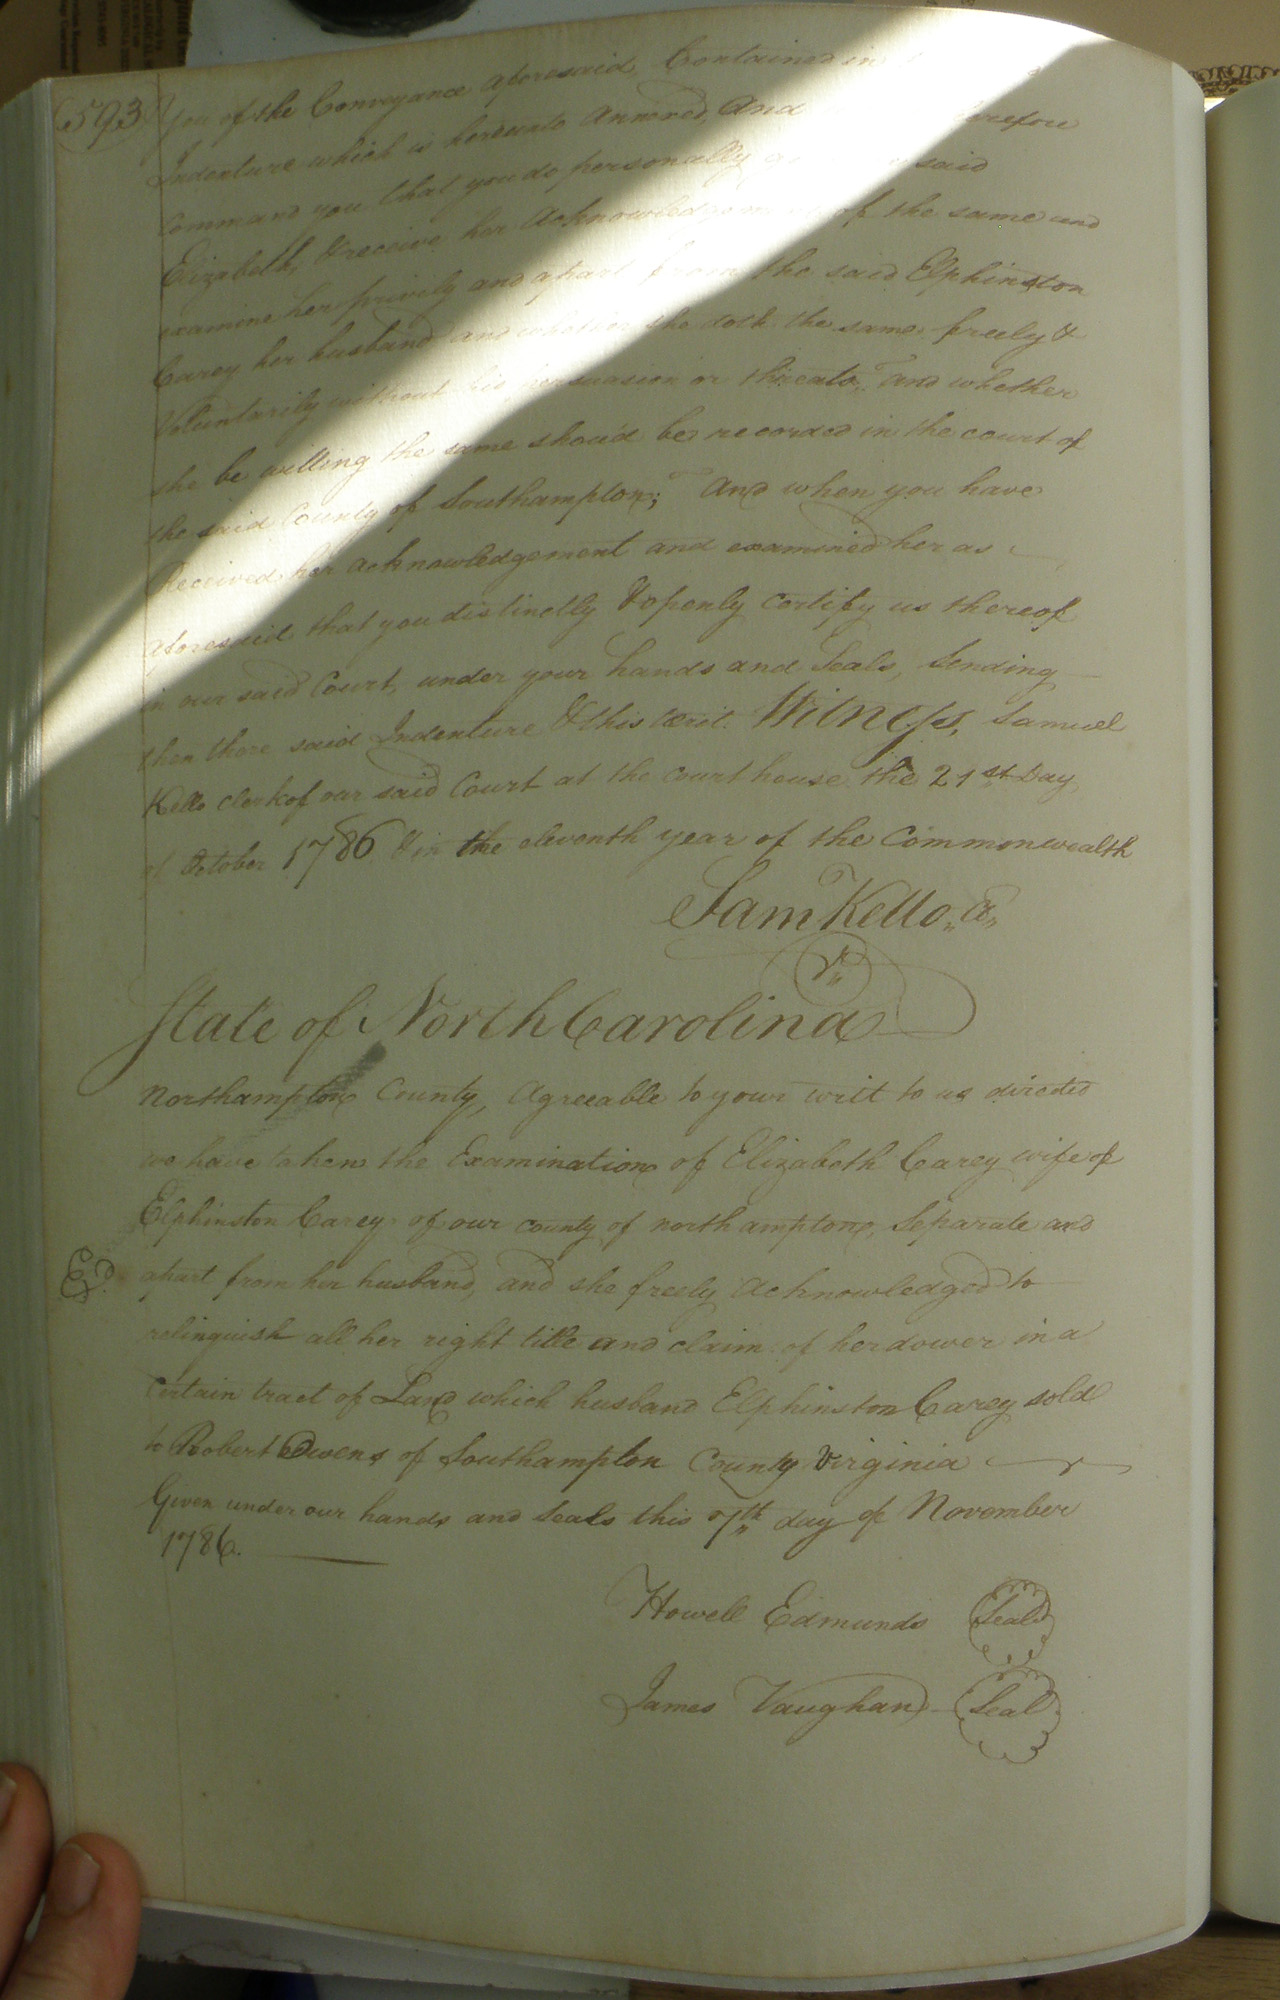 593
You of the Conveyance aforesaid Contained in
Indenture which is hereunto annexed, And
Command you that you do personally said
Elizabeth, & receive her Acknowledgement of the same and
examine her privily and apart from the said Elphinston
Carey her husband and whether she doth the same freely &
Voluntarily without his persuasion or threats, and whether
she be willing the same shoud be recorded in the court of
the said County of Southampton; And when you have
Received her acknowledgement and examined her as
aforesaid that you distinctly & openly Certify us thereof
in our said Court, under your hands and Seals, Sending
then there said Indenture & this writ. Witness, Samuel
Kello clerk of our said Court at the courthouse the 21st Day
of October 1786 & in the eleventh year of the Commonwealth
Sam Kello
State of North Carolina
Northampton County, Agreeable to your writ to us directed
we have taken the Examination of Elizabeth Carey wife of
Elphinston Carey of our county of northampton, Separate and
apart from her husband, and she freely acknowledged to
relinquish all her right title and claim of her dower in a
Certain tract of Land which husband Elphinston Carey sold
to Robert Owens of Southampton County Virginia
Given under our hands and Seals this 7th day of November
1786.
Ex.d
Howell Edmunds Seal
James Vaughan Seal